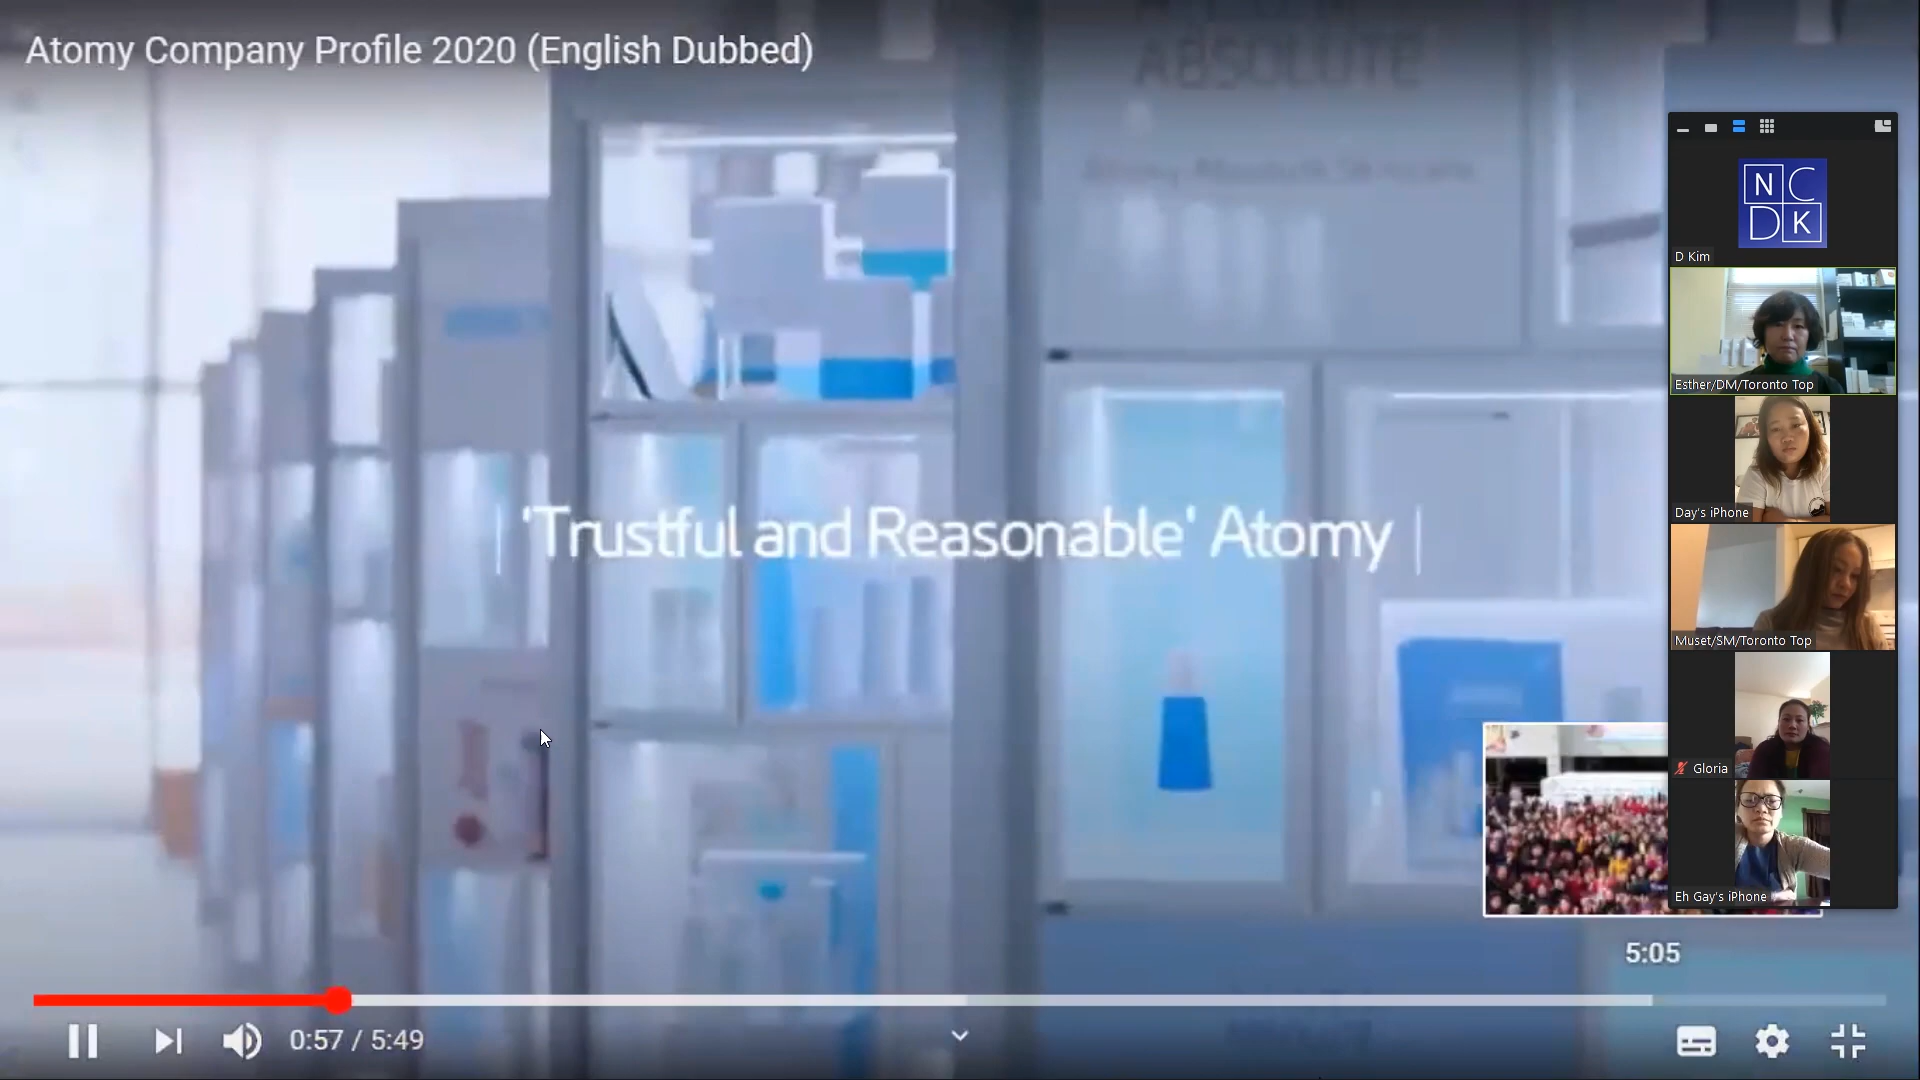 Atomy Company Profile 2020 (English Dubbed)
ABSOLUTE
N C
D K
D Kim
Esther/DM/Toronto Top
Day's iPhone
'Trustful and Reasonable' Atomy
Muset/SM/Toronto Top
Gloria
Eh Gay's iPhone
5:05
0:57 / 5:49